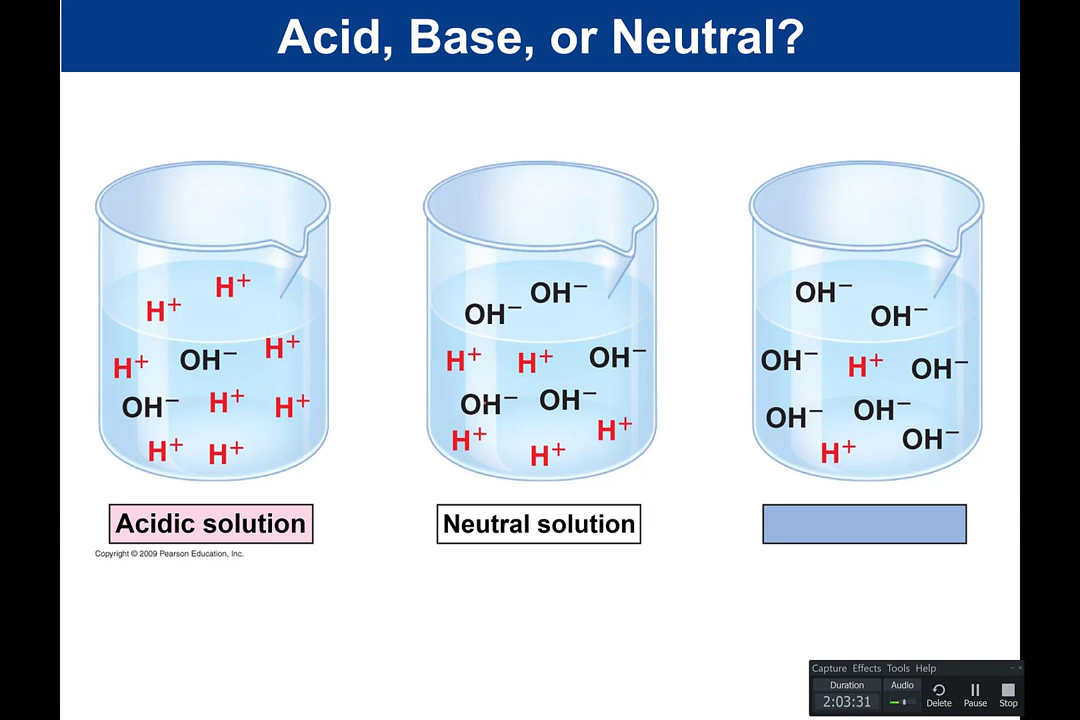 Acid, Base, or Neutral?
H+
H+
H+ OH− H+
OH− H+ H+
H+ H+
OH− OH−
H+ H+ OH−
OH− OH−
H+ H+ H+
OH− OH−
OH− H+ OH−
OH− OH− OH−
H+
Acidic solution
Neutral solution
Copyright © 2009 Pearson Education, Inc.
Capture Effects Tools Help
Duration Audio
2:03:31 Delete Pause Stop